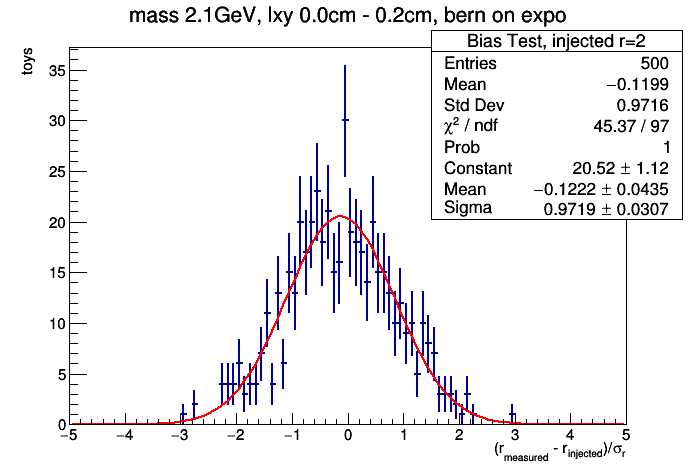 mass 2.1GeV, lxy 0.0cm - 0.2cm, bern on expo
toys
Bias Test, injected r=2
Entries 500
Mean −0.1199
Std Dev 0.9716
χ² / ndf 45.37 / 97
Prob 1
Constant 20.52 ± 1.12
Mean −0.1222 ± 0.0435
Sigma 0.9719 ± 0.0307
35
30
25
20
15
10
5
0
−5 −4 −3 −2 −1 0 1 2 3 4 5
(r_measured - r_injected)/σ_r